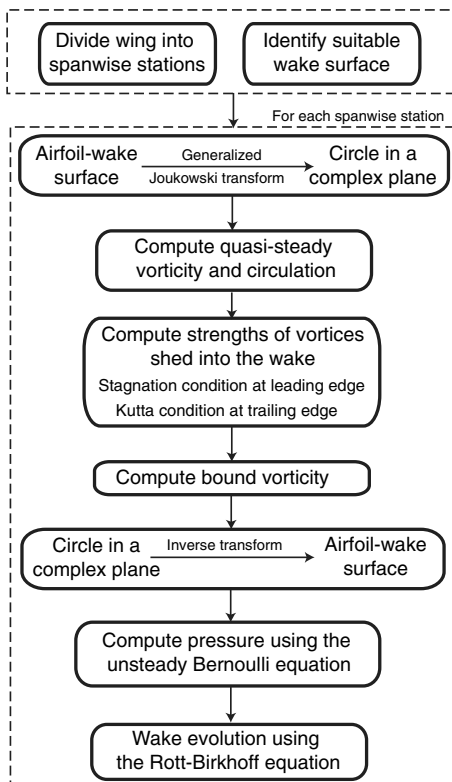 Divide wing into
spanwise stations
Identify suitable
wake surface
For each spanwise station
Airfoil-wake
surface
Generalized
Joukowski transform
Circle in a
complex plane
Compute quasi-steady
vorticity and circulation
Compute strengths of vortices
shed into the wake
Stagnation condition at leading edge
Kutta condition at trailing edge
Compute bound vorticity
Circle in a
complex plane
Inverse transform
Airfoil-wake
surface
Compute pressure using the
unsteady Bernoulli equation
Wake evolution using
the Rott-Birkhoff equation